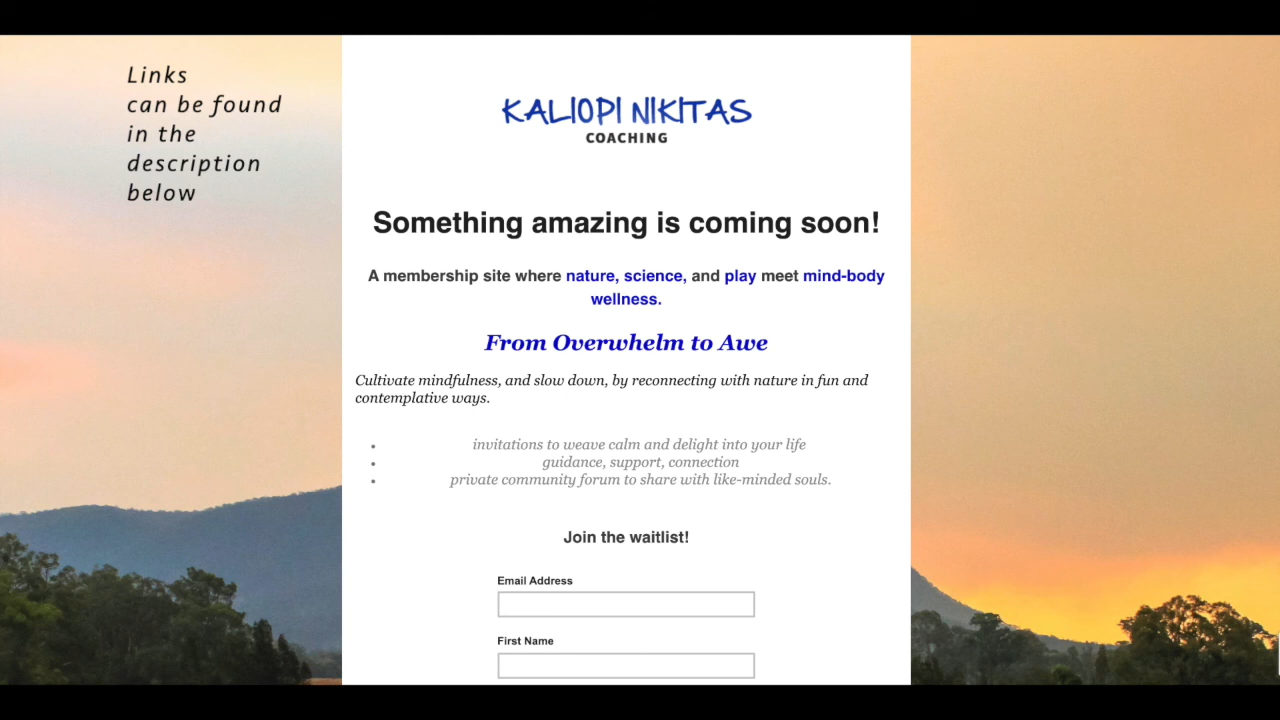 Links
can be found
in the
description
below
KALIOPI NIKITAS
COACHING
Something amazing is coming soon!
A membership site where nature, science, and play meet mind-body
wellness.
From Overwhelm to Awe
Cultivate mindfulness, and slow down, by reconnecting with nature in fun and
contemplative ways.
• invitations to weave calm and delight into your life
• guidance, support, connection
• private community forum to share with like-minded souls.
Join the waitlist!
Email Address
First Name